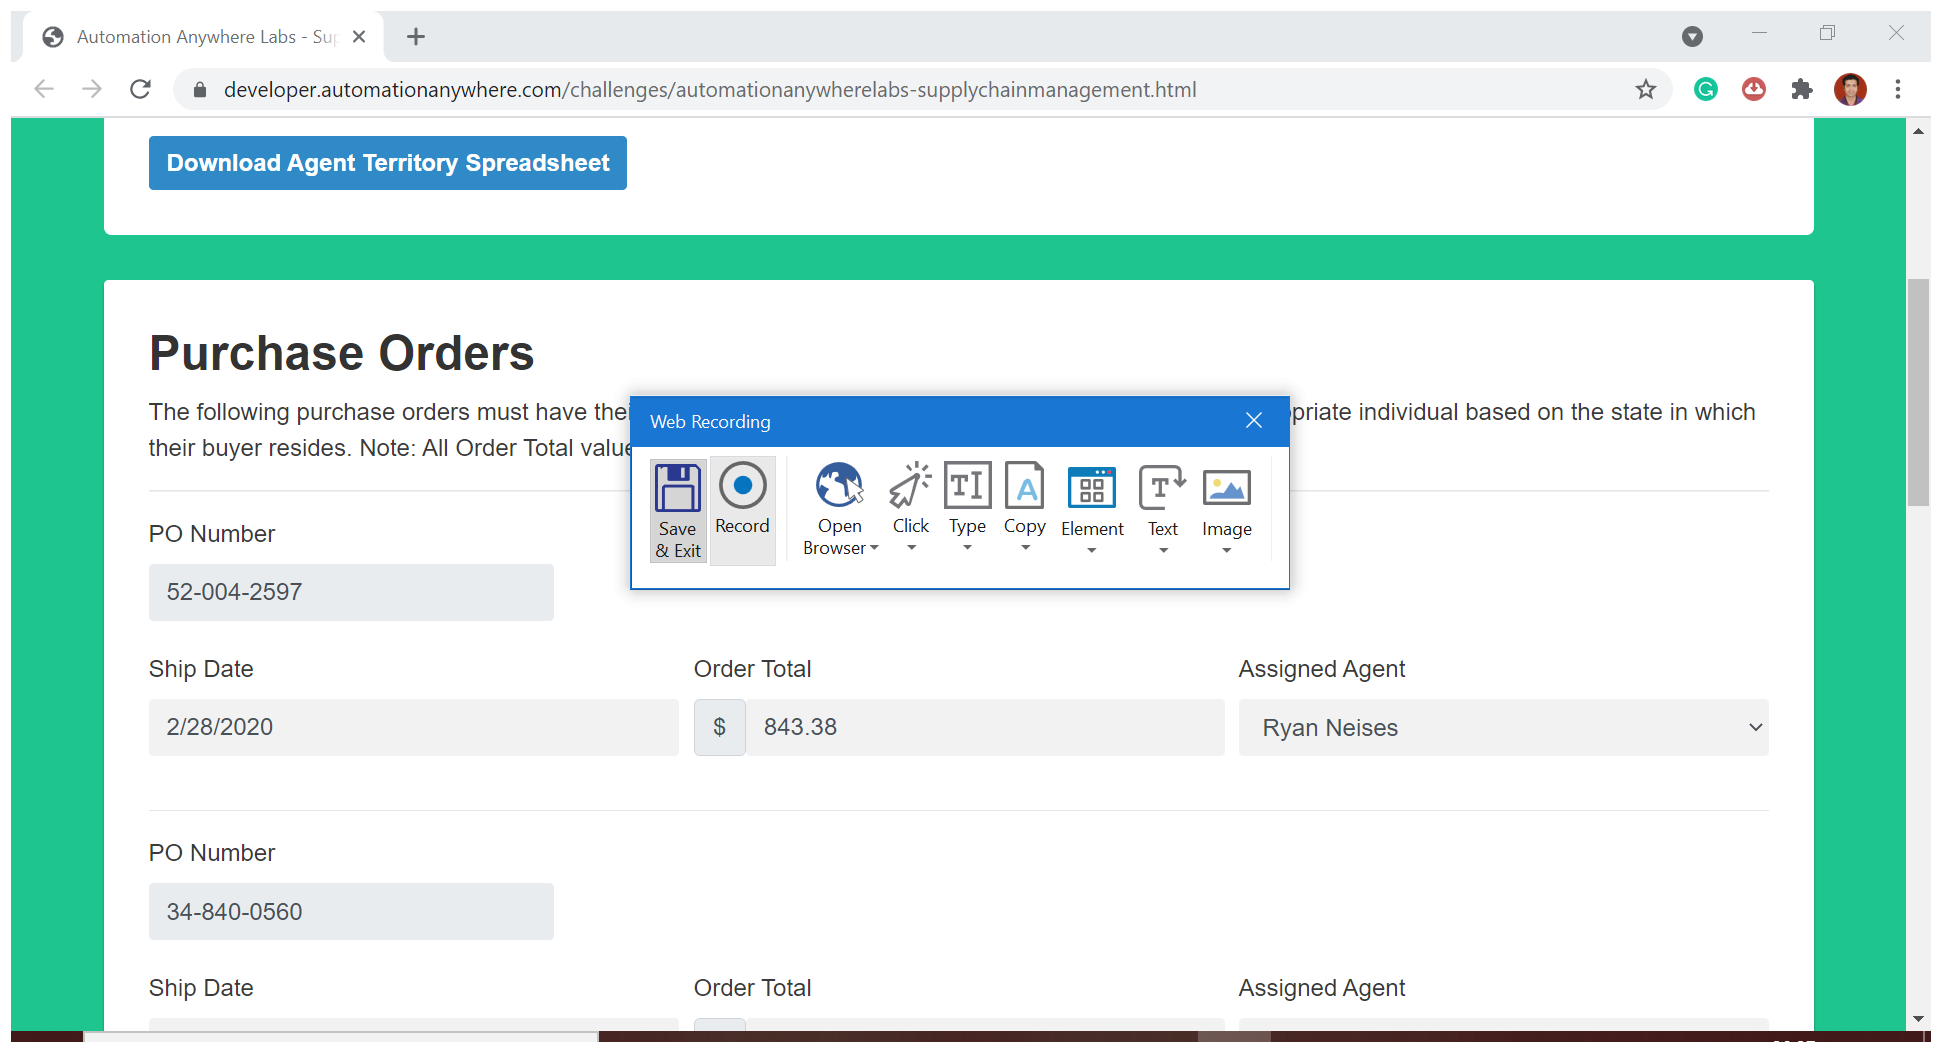 Automation Anywhere Labs - Sup
developer.automationanywhere.com/challenges/automationanywherelabs-supplychainmanagement.html
Download Agent Territory Spreadsheet
Purchase Orders
The following purchase orders must have thei
priate individual based on the state in which
their buyer resides. Note: All Order Total value
Web Recording
Save & Exit
Record
Open Browser
Click
Type
Copy
Element
Text
Image
PO Number
52-004-2597
Ship Date Order Total Assigned Agent
2/28/2020 $ 843.38 Ryan Neises
PO Number
34-840-0560
Ship Date Order Total Assigned Agent